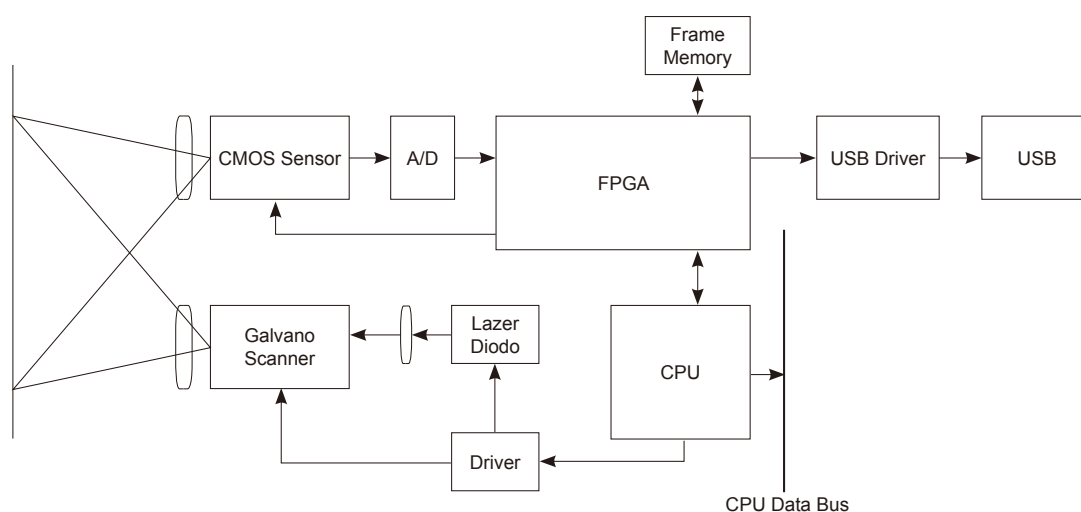 Frame
Memory
CMOS Sensor
A/D
FPGA
USB Driver
USB
Galvano
Scanner
Lazer
Diodo
CPU
Driver
CPU Data Bus